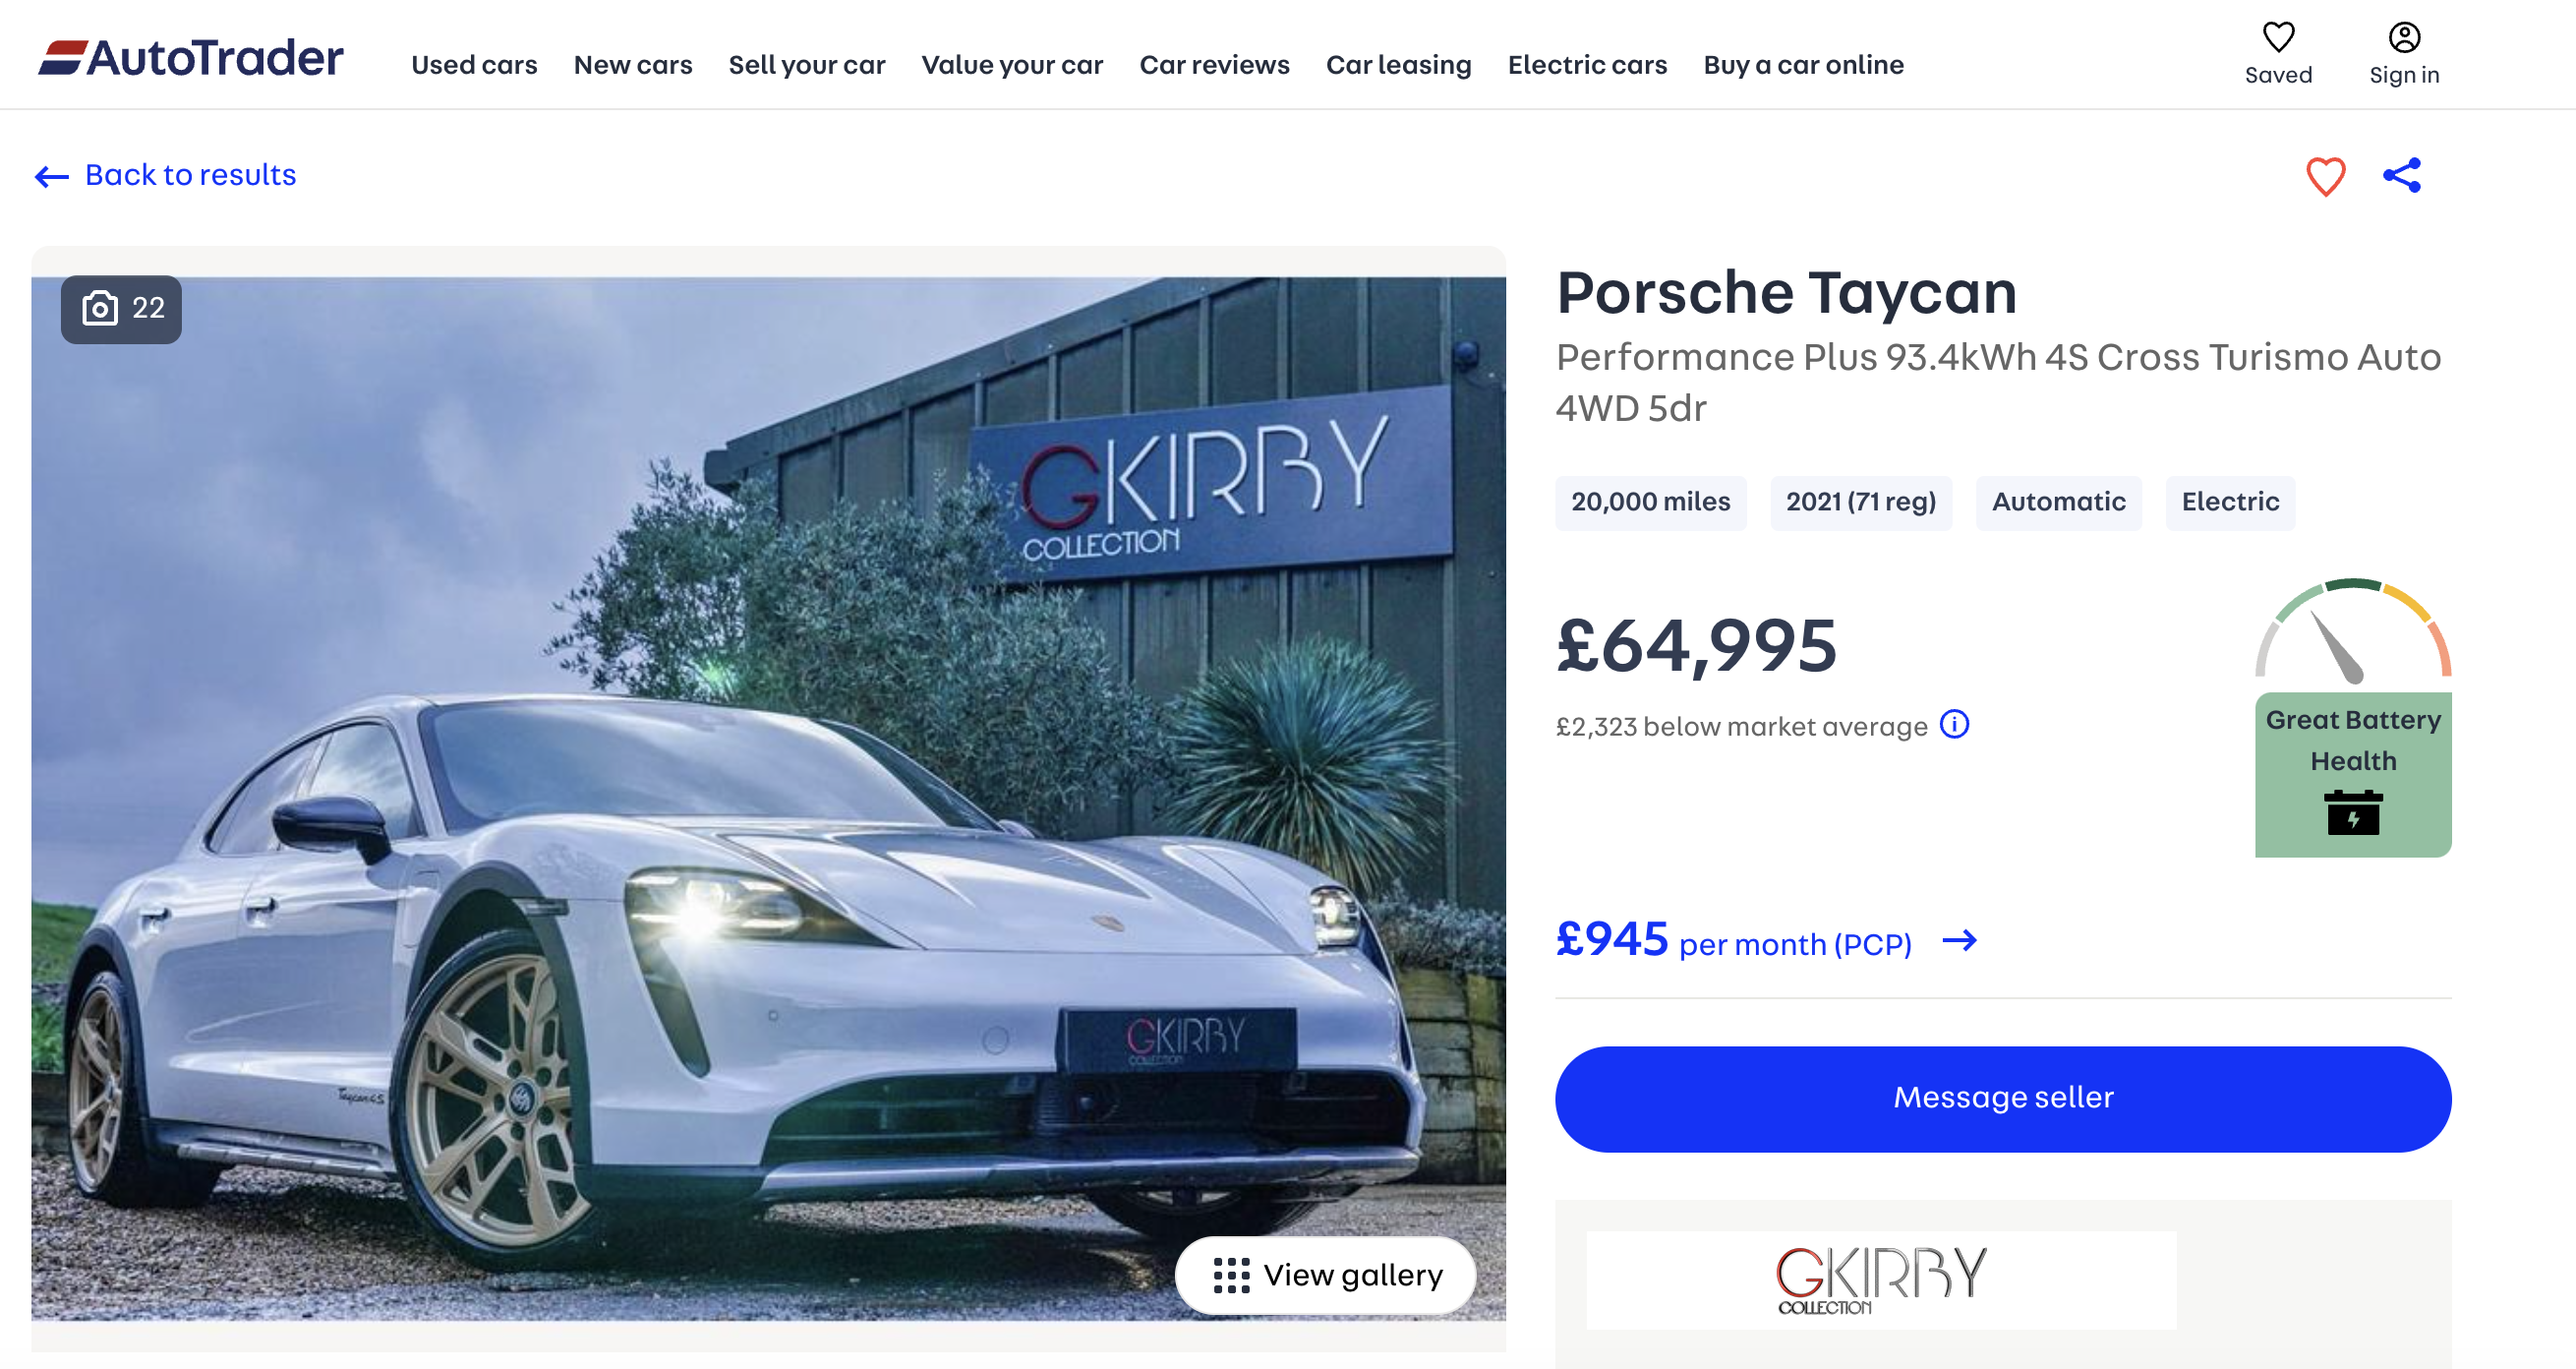 AutoTrader
Used cars
New cars
Sell your car
Value your car
Car reviews
Car leasing
Electric cars
Buy a car online
Saved
Sign in
Back to results
22
GKIRBY
COLLECTION
GKIRBY
COLLECTION
Taycan4S
View gallery
Porsche Taycan
Performance Plus 93.4kWh 4S Cross Turismo Auto
4WD 5dr
20,000 miles
2021 (71 reg)
Automatic
Electric
£64,995
£2,323 below market average
Great Battery
Health
£945 per month (PCP)
Message seller
GKIRBY
COLLECTION